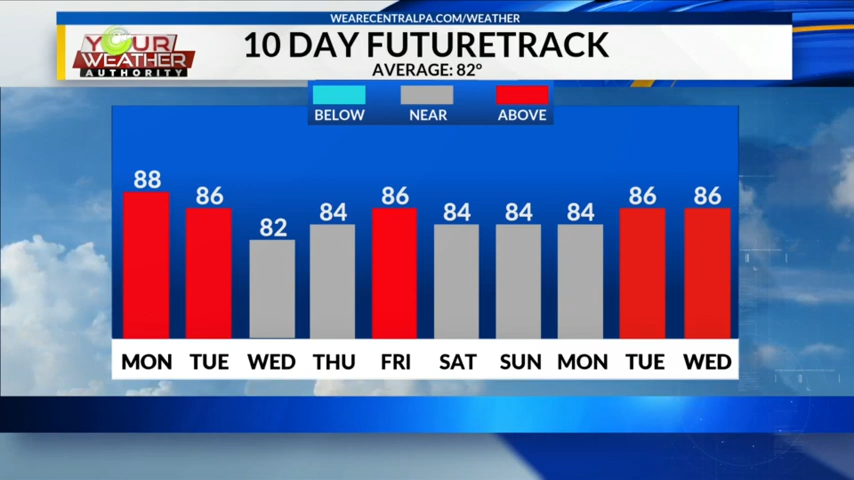 WEARECENTRALPA.COM/WEATHER
YOUR
WEATHER
AUTHORITY
10 DAY FUTURETRACK
AVERAGE: 82°
BELOW NEAR ABOVE
88 86 82 84 86 84 84 84 86 86
MON TUE WED THU FRI SAT SUN MON TUE WED